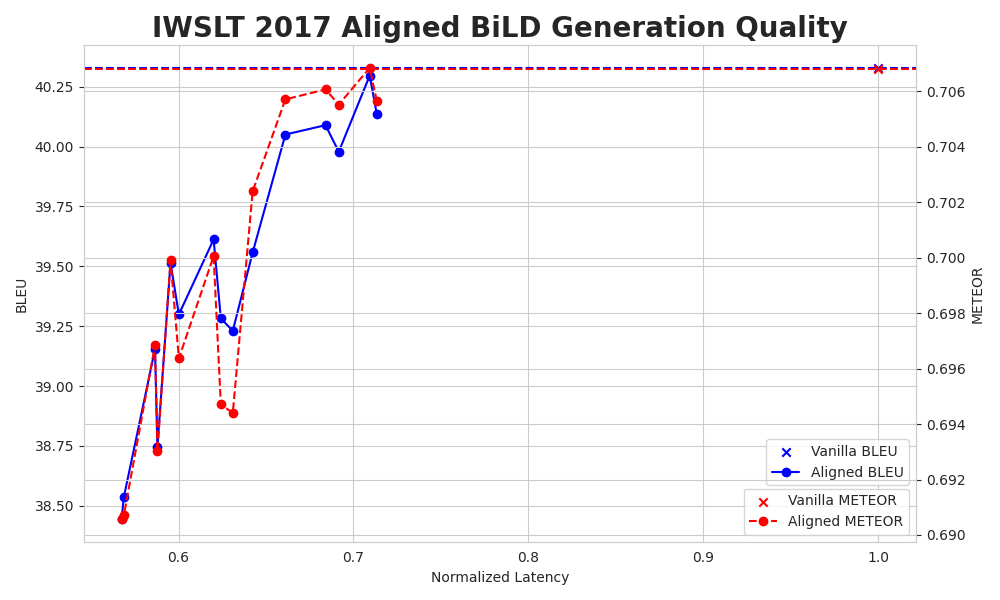 IWSLT 2017 Aligned BiLD Generation Quality
BLEU
40.25
40.00
39.75
39.50
39.25
39.00
38.75
38.50
0.706
0.704
0.702
0.700
0.698
0.696
0.694
0.692
0.690
METEOR
Vanilla BLEU
Aligned BLEU
Vanilla METEOR
Aligned METEOR
0.6 0.7 0.8 0.9 1.0
Normalized Latency